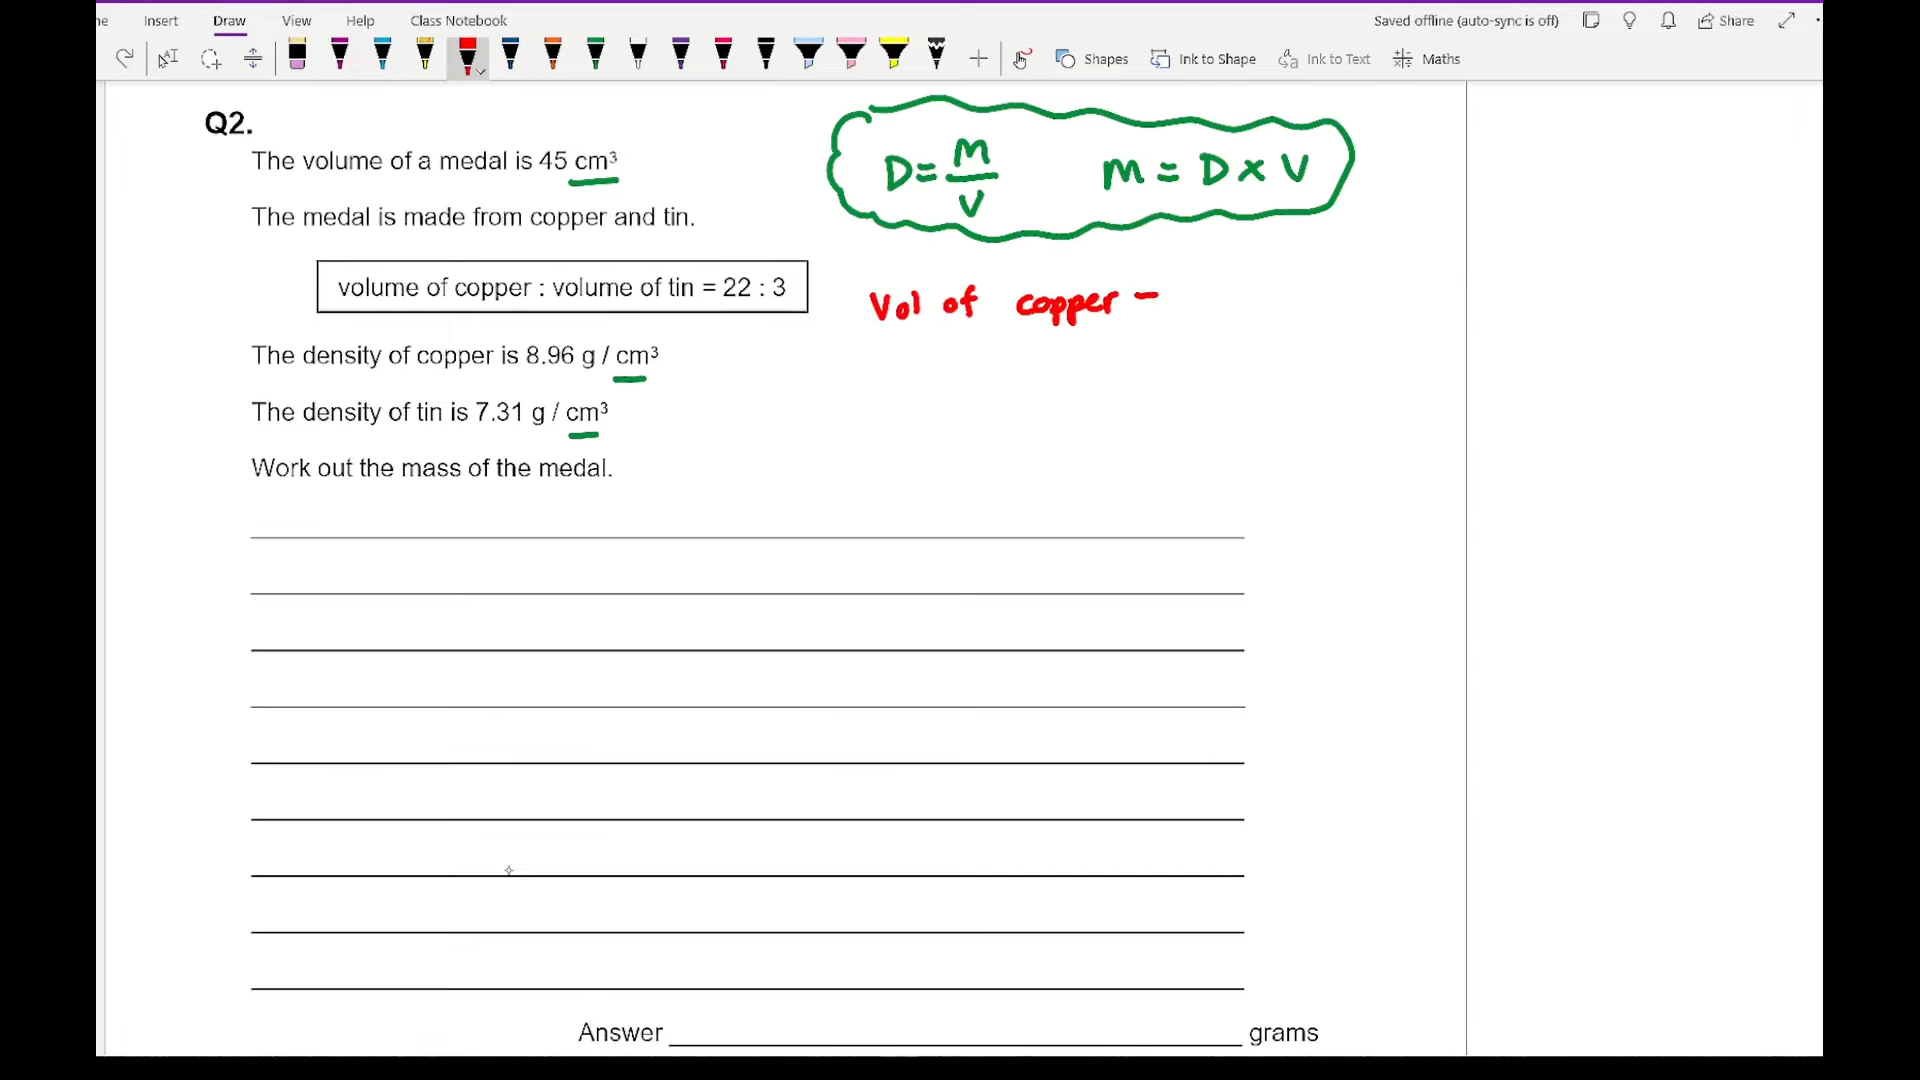 ne Insert Draw View Help Class Notebook Saved offline (auto-sync is off) Share
Shapes Ink to Shape Ink to Text Maths
Q2.
The volume of a medal is 45 cm³
D = M/V M = D × V
The medal is made from copper and tin.
volume of copper : volume of tin = 22 : 3
Vol of copper -
The density of copper is 8.96 g / cm³
The density of tin is 7.31 g / cm³
Work out the mass of the medal.
Answer grams